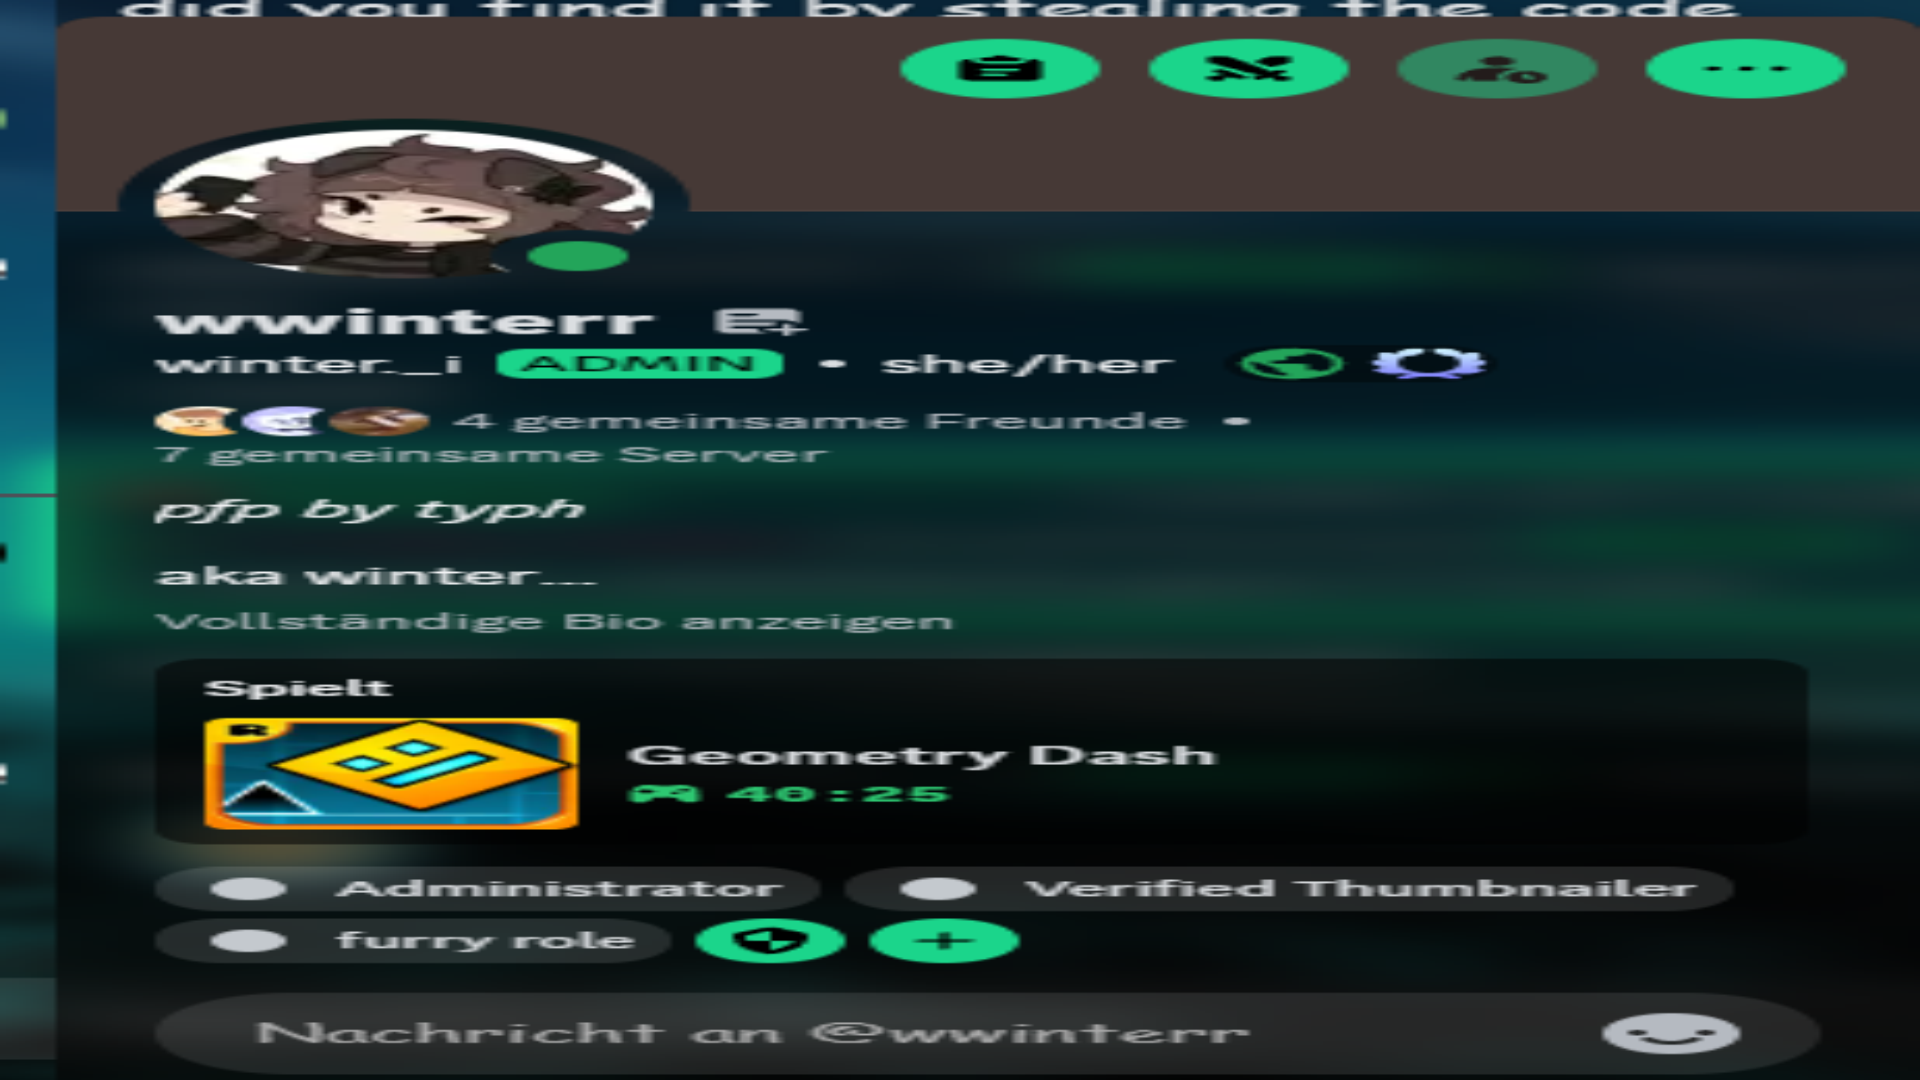 did you find it by stealing the code
wwinterr
winter._i ADMIN • she/her
4 gemeinsame Freunde •
7 gemeinsame Server
pfp by typh
aka winter...
Vollständige Bio anzeigen
Spielt
R
Geometry Dash
40:25
Administrator
Verified Thumbnailer
furry role
Nachricht an @wwinterr